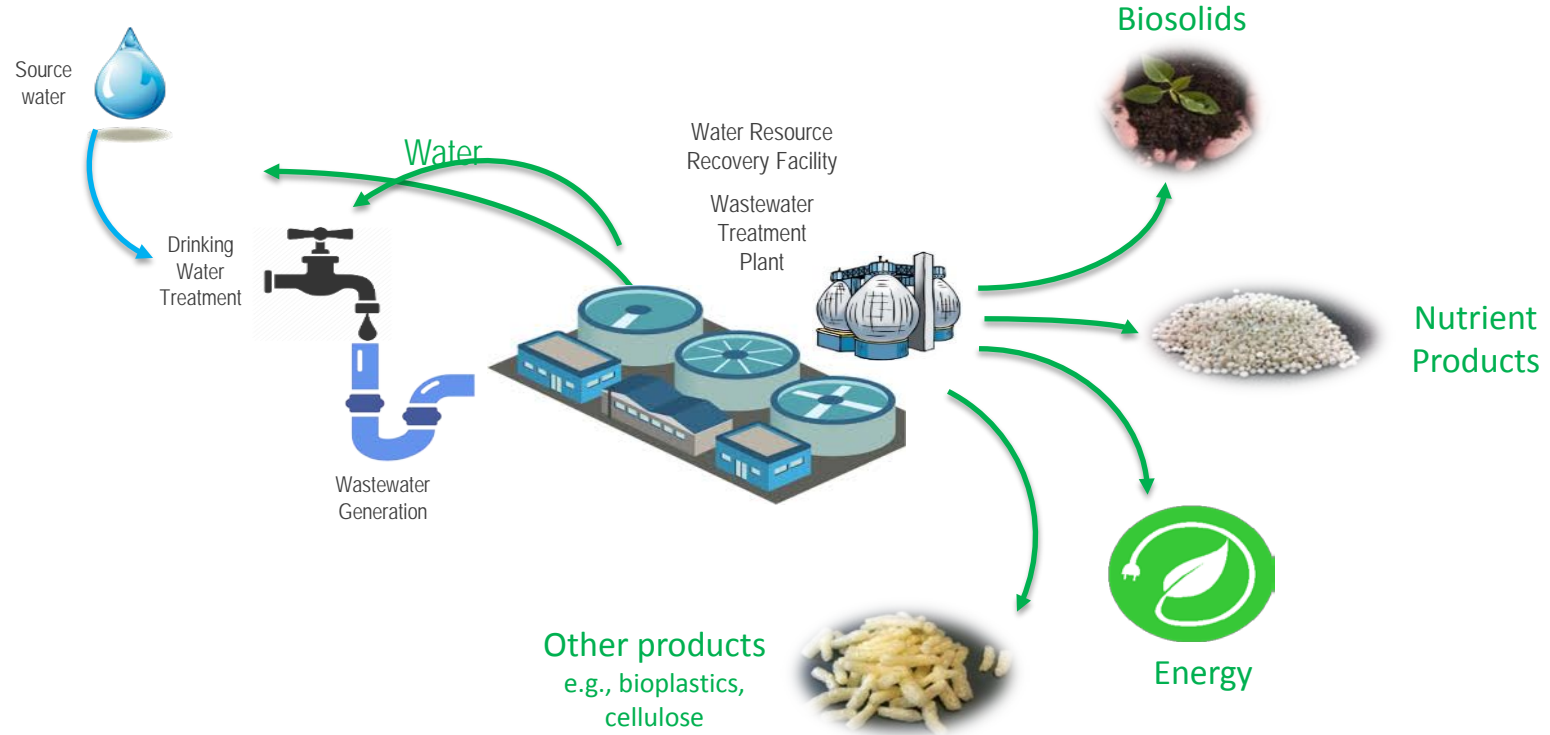 Biosolids
Source
water
Water
Water Resource
Recovery Facility
Wastewater
Treatment
Plant
Drinking
Water
Treatment
Nutrient
Products
Wastewater
Generation
Other products
e.g., bioplastics,
cellulose
Energy